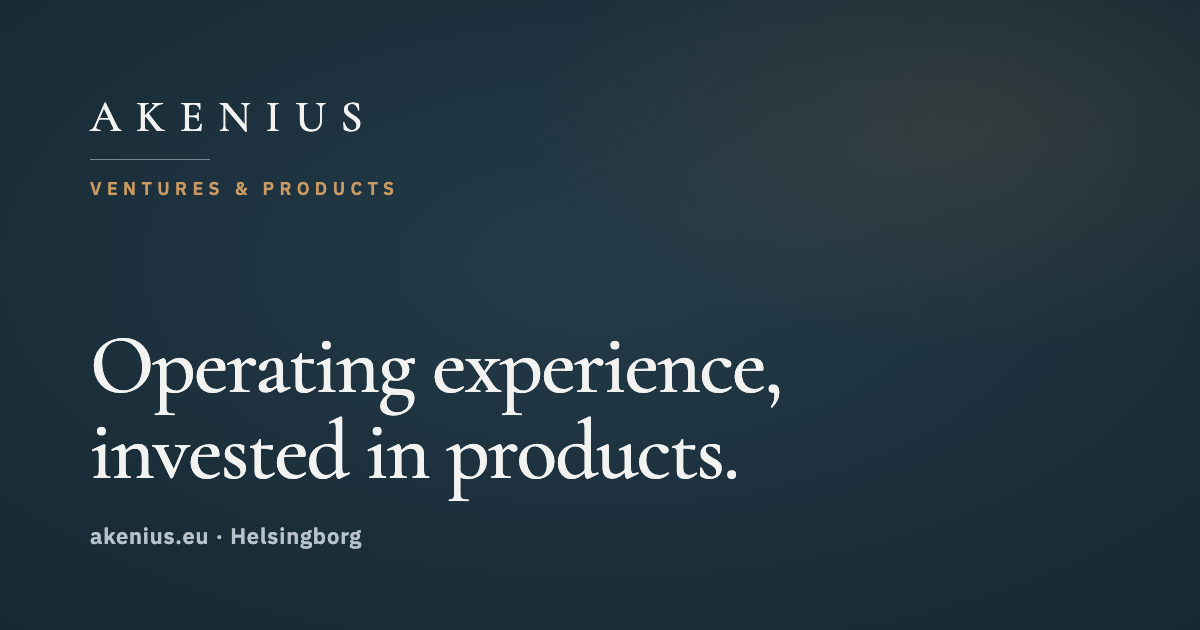 AKENIUS
VENTURES & PRODUCTS
Operating experience,
invested in products.
akenius.eu · Helsingborg